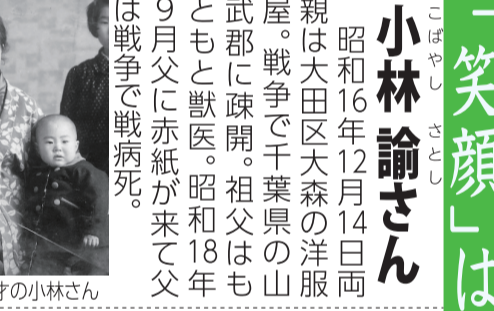 「笑顔」は
こばやし さとし
小林 諭さん
昭和16年12月14日両
親は大田区大森の洋服
屋。戦争で千葉県の山
武郡に疎開。祖父はも
ともと獣医。昭和18年
9月父に赤紙が来て父
は戦争で戦病死。
才の小林さん